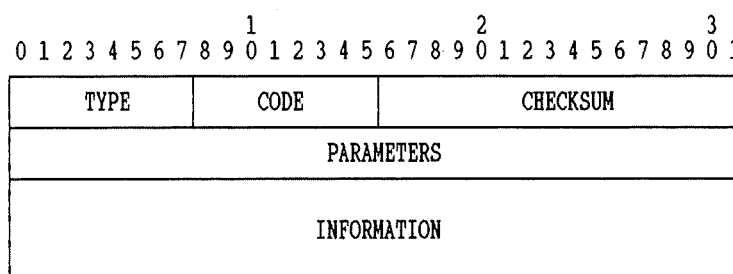 1 2 3
0 1 2 3 4 5 6 7 8 9 0 1 2 3 4 5 6 7 8 9 0 1 2 3 4 5 6 7 8 9 0 1
TYPE CODE CHECKSUM
PARAMETERS
INFORMATION